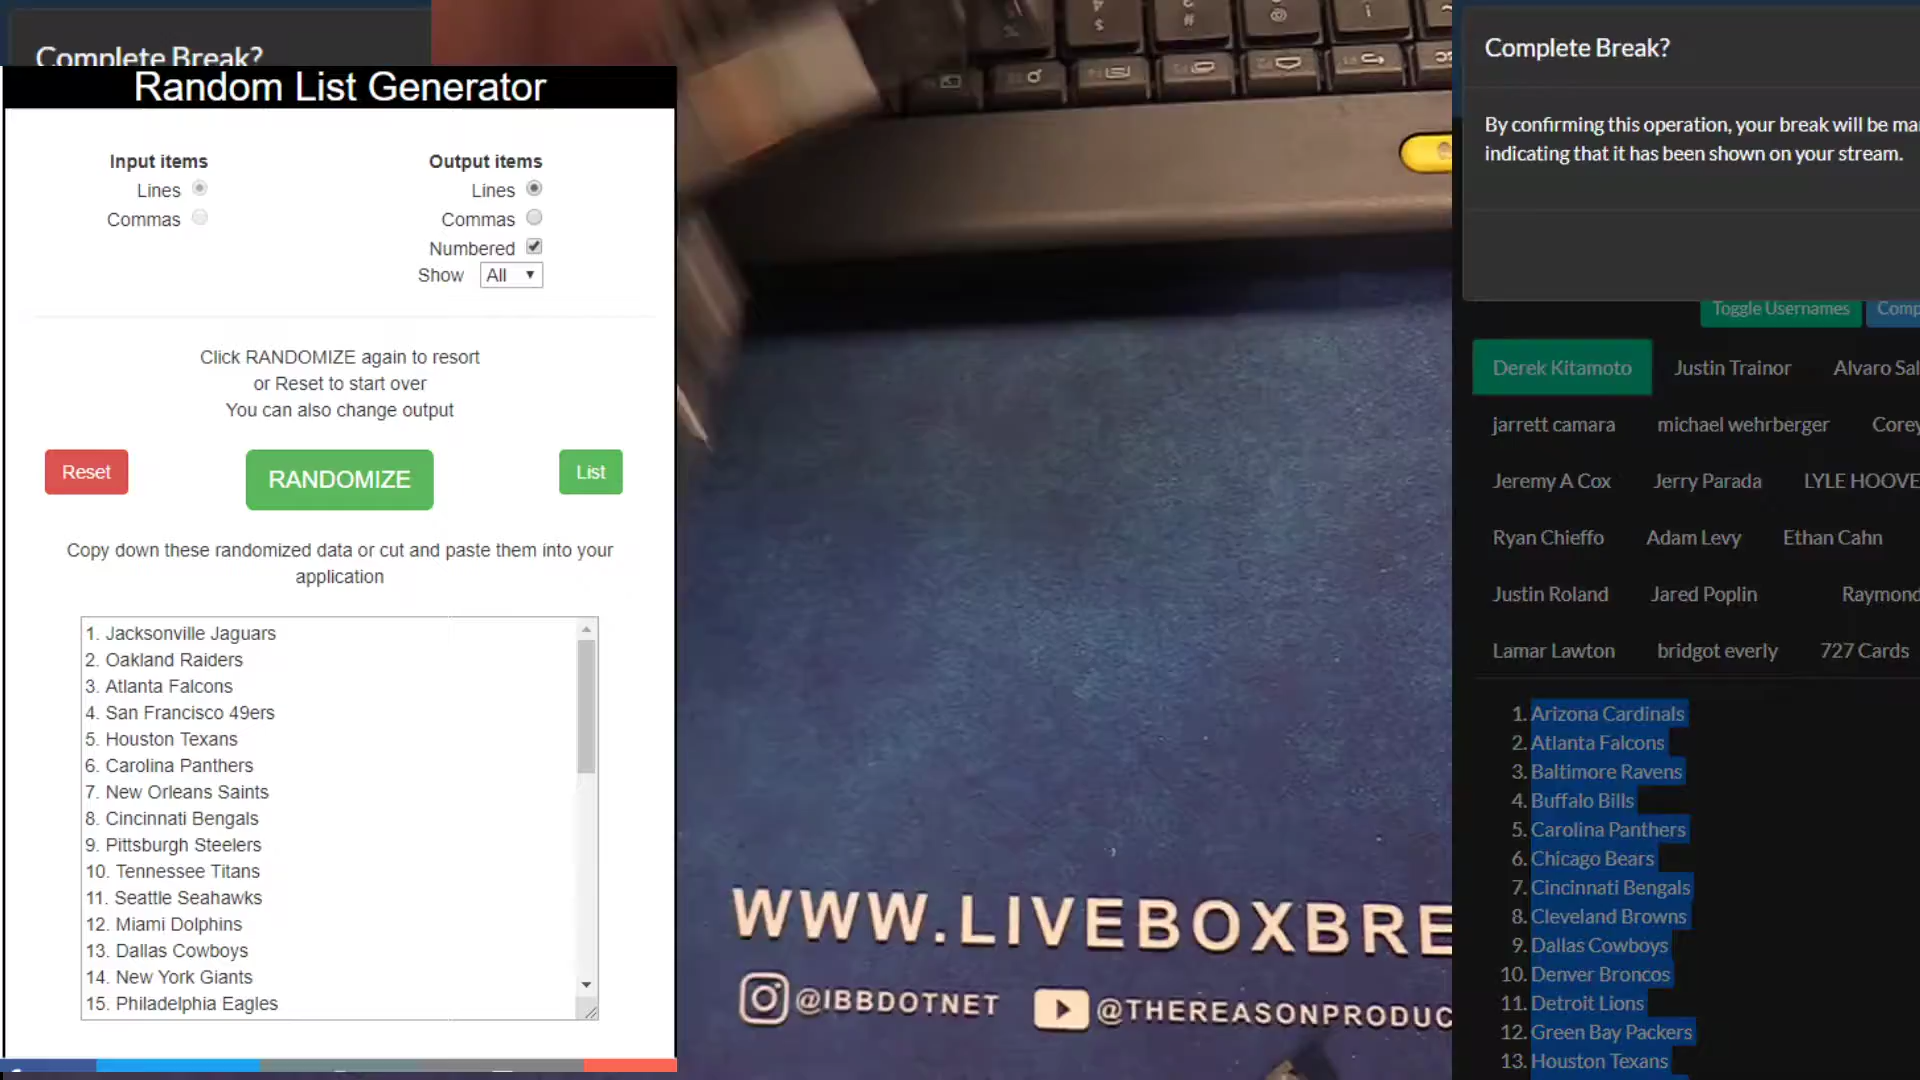 Complete Break?
Random List Generator
Input items
Lines
Commas
Output items
Lines
Commas
Numbered
Show All
Click RANDOMIZE again to resort
or Reset to start over
You can also change output
Reset
RANDOMIZE
List
Copy down these randomized data or cut and paste them into your
application
1. Jacksonville Jaguars
2. Oakland Raiders
3. Atlanta Falcons
4. San Francisco 49ers
5. Houston Texans
6. Carolina Panthers
7. New Orleans Saints
8. Cincinnati Bengals
9. Pittsburgh Steelers
10. Tennessee Titans
11. Seattle Seahawks
12. Miami Dolphins
13. Dallas Cowboys
14. New York Giants
15. Philadelphia Eagles
WWW.LIVEBOXBRE
@IBBDOTNET
@THEREASONPRODUC
Complete Break?
By confirming this operation, your break will be ma
indicating that it has been shown on your stream.
Toggle Usernames
Comp
Derek Kitamoto
Justin Trainor
Alvaro Sal
jarrett camara
michael wehrberger
Corey
Jeremy A Cox
Jerry Parada
LYLE HOOVE
Ryan Chieffo
Adam Levy
Ethan Cahn
Justin Roland
Jared Poplin
Raymond
Lamar Lawton
bridgot everly
727 Cards
1. Arizona Cardinals
2. Atlanta Falcons
3. Baltimore Ravens
4. Buffalo Bills
5. Carolina Panthers
6. Chicago Bears
7. Cincinnati Bengals
8. Cleveland Browns
9. Dallas Cowboys
10. Denver Broncos
11. Detroit Lions
12. Green Bay Packers
13. Houston Texans